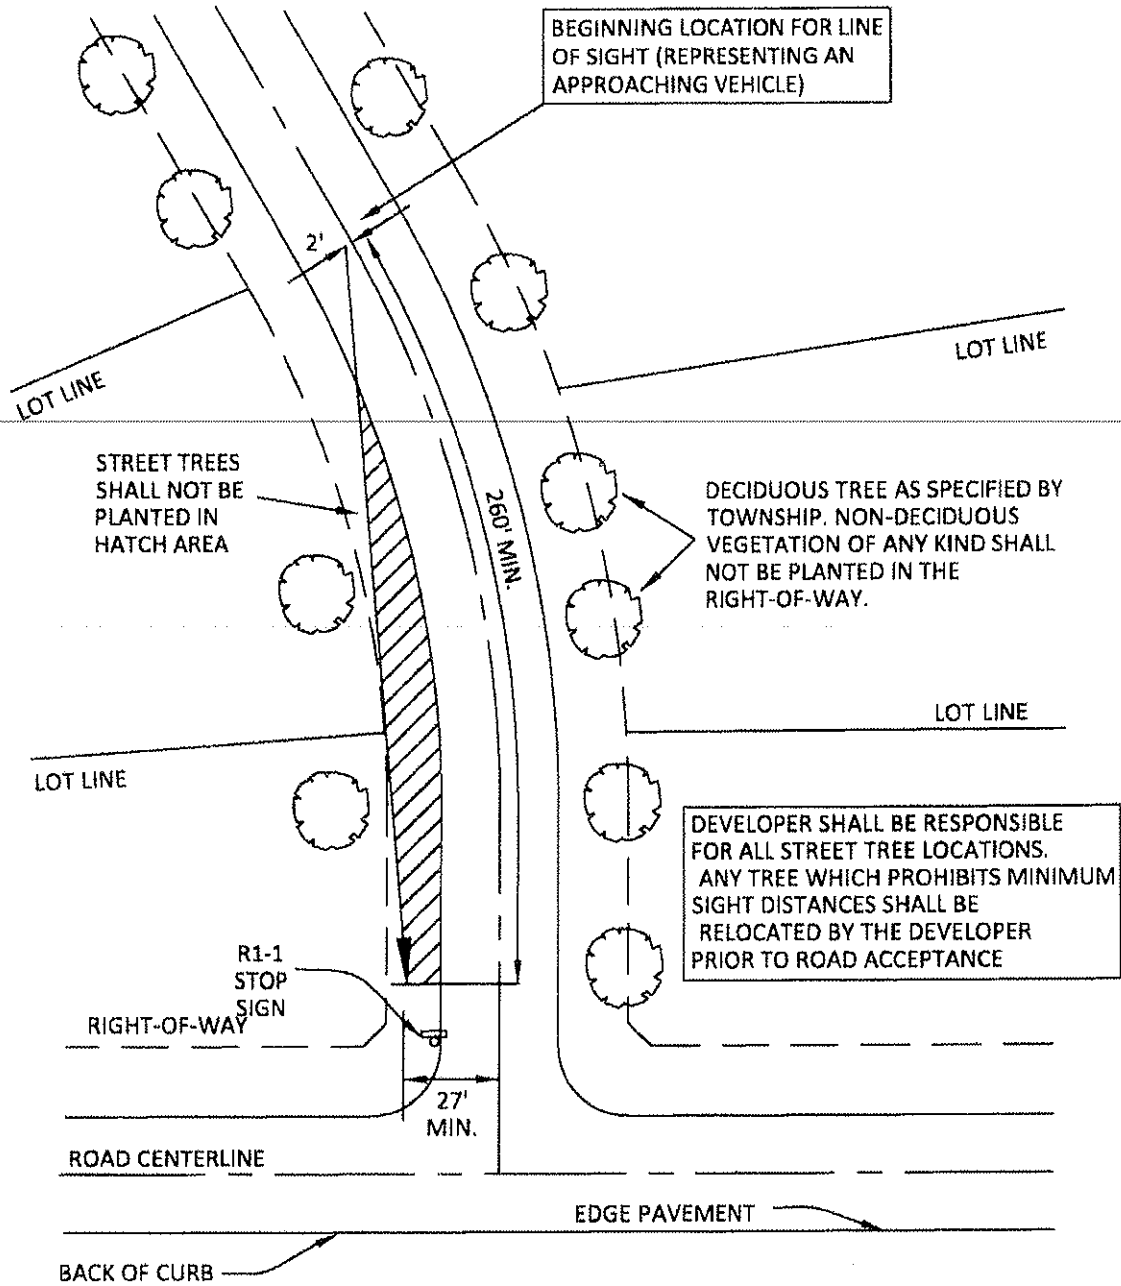 BEGINNING LOCATION FOR LINE
OF SIGHT (REPRESENTING AN
APPROACHING VEHICLE)
2'
LOT LINE
LOT LINE
STREET TREES
SHALL NOT BE
PLANTED IN
HATCH AREA
260' MIN.
DECIDUOUS TREE AS SPECIFIED BY
TOWNSHIP. NON-DECIDUOUS
VEGETATION OF ANY KIND SHALL
NOT BE PLANTED IN THE
RIGHT-OF-WAY.
LOT LINE
LOT LINE
DEVELOPER SHALL BE RESPONSIBLE
FOR ALL STREET TREE LOCATIONS.
ANY TREE WHICH PROHIBITS MINIMUM
SIGHT DISTANCES SHALL BE
RELOCATED BY THE DEVELOPER
PRIOR TO ROAD ACCEPTANCE
R1-1
STOP
SIGN
RIGHT-OF-WAY
27'
MIN.
ROAD CENTERLINE
EDGE PAVEMENT
BACK OF CURB